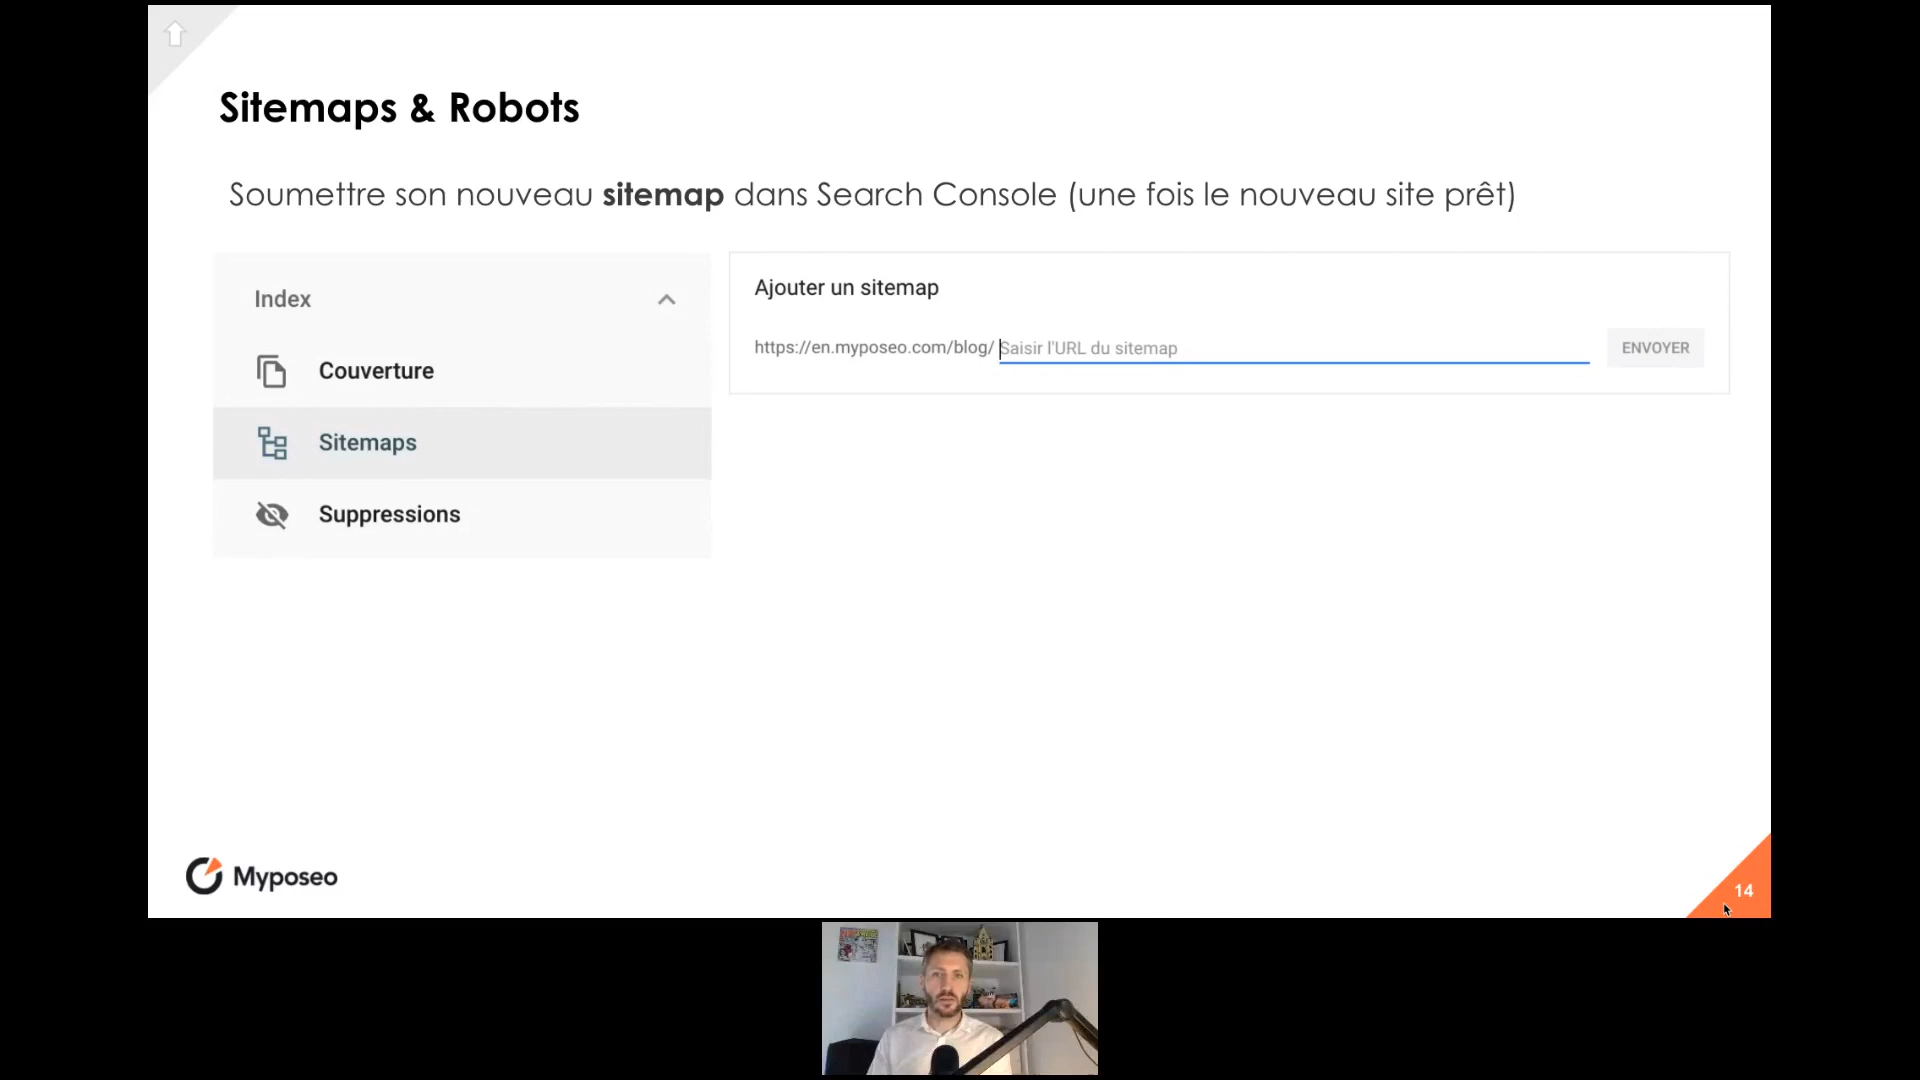 Sitemaps & Robots
Soumettre son nouveau sitemap dans Search Console (une fois le nouveau site prêt)
Index
Couverture
Sitemaps
Suppressions
Ajouter un sitemap
https://en.myposeo.com/blog/ Saisir l'URL du sitemap
ENVOYER
Myposeo
14